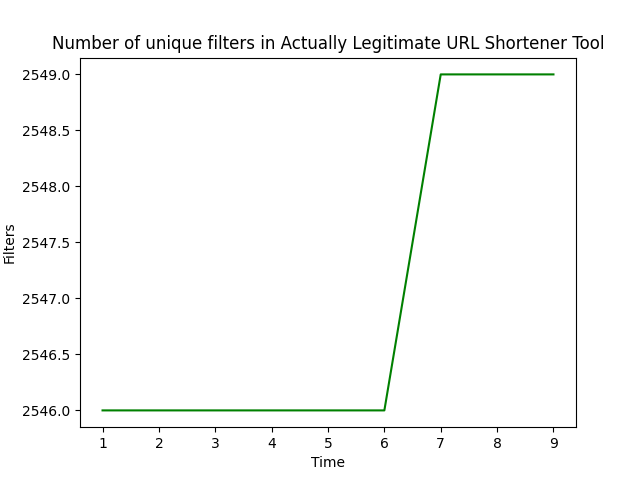 Number of unique filters in Actually Legitimate URL Shortener Tool
2549.0
2548.5
2548.0
2547.5
2547.0
2546.5
2546.0
Filters
1 2 3 4 5 6 7 8 9
Time